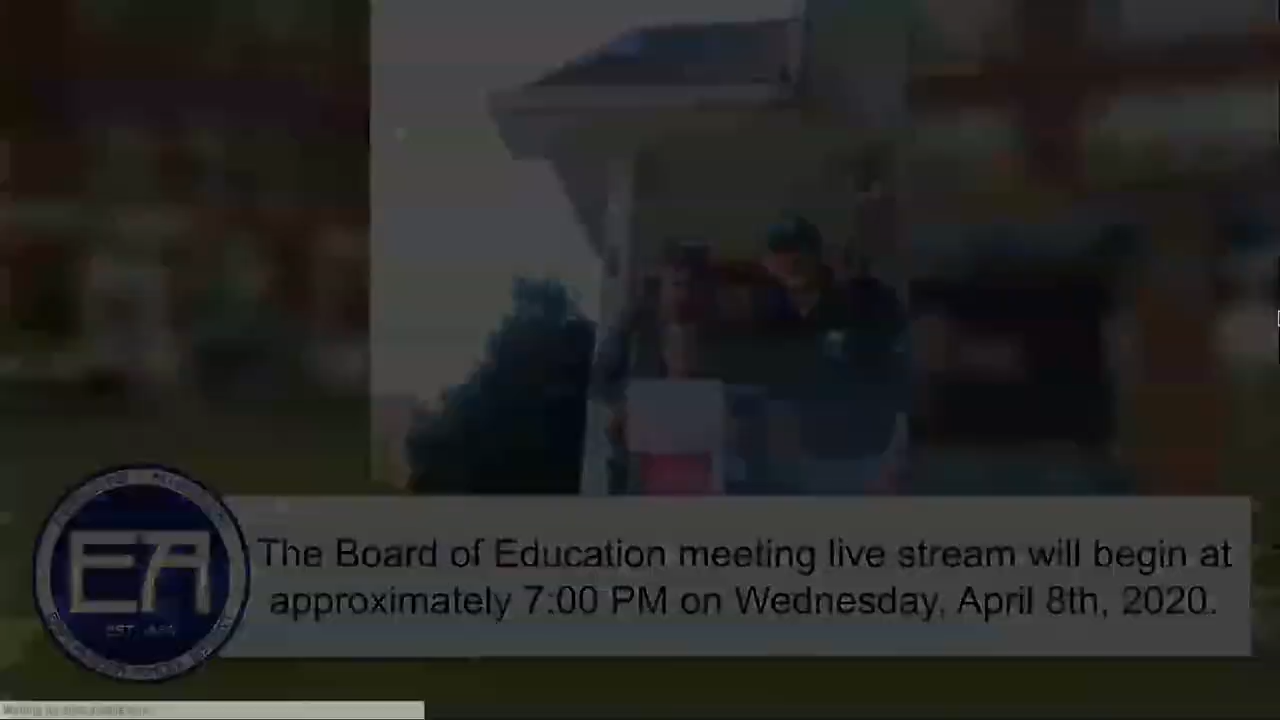 The Board of Education meeting live stream will begin at
approximately 7:00 PM on Wednesday, April 8th, 2020.
EA
EST.